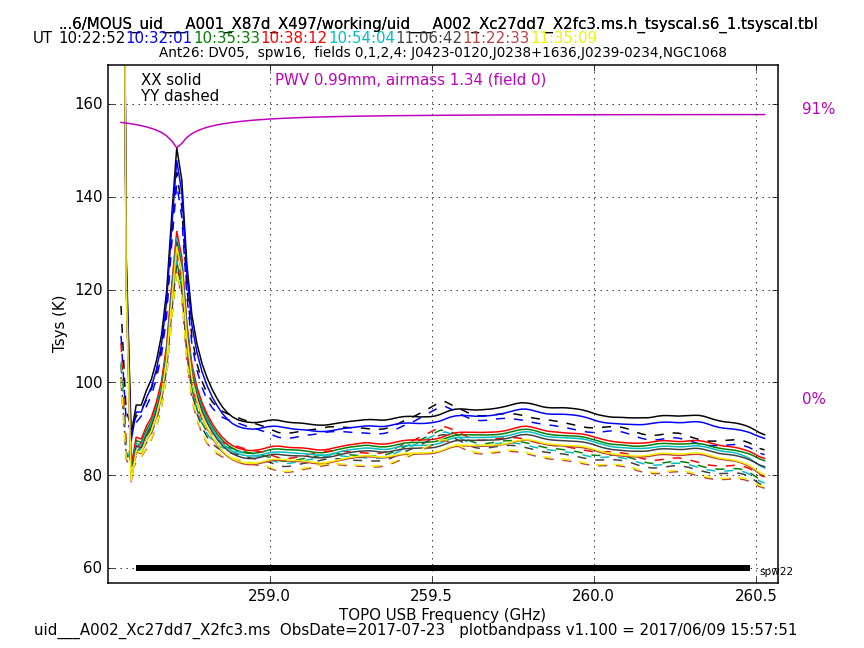 ...6/MOUS_uid___A001_X87d_X497/working/uid___A002_Xc27dd7_X2fc3.ms.h_tsyscal.s6_1.tsyscal.tbl
UT 10:22:52 10:32:01 10:35:33 10:38:12 10:54:04 11:06:42 11:22:33 11:35:09
Ant26: DV05,  spw16,  fields 0,1,2,4: J0423-0120,J0238+1636,J0239-0234,NGC1068
XX solid
PWV 0.99mm, airmass 1.34 (field 0)
YY dashed
160
91%
140
120
Tsys (K)
100
0%
80
60
spw22
259.0 259.5 260.0 260.5
TOPO USB Frequency (GHz)
uid___A002_Xc27dd7_X2fc3.ms  ObsDate=2017-07-23  plotbandpass v1.100 = 2017/06/09 15:57:51